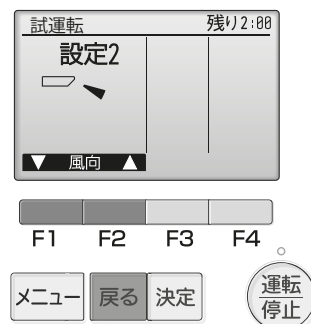 試運転 残り2:00
設定2
▽ 風向 △
F1 F2 F3 F4
メニュー 戻る 決定 運転
停止